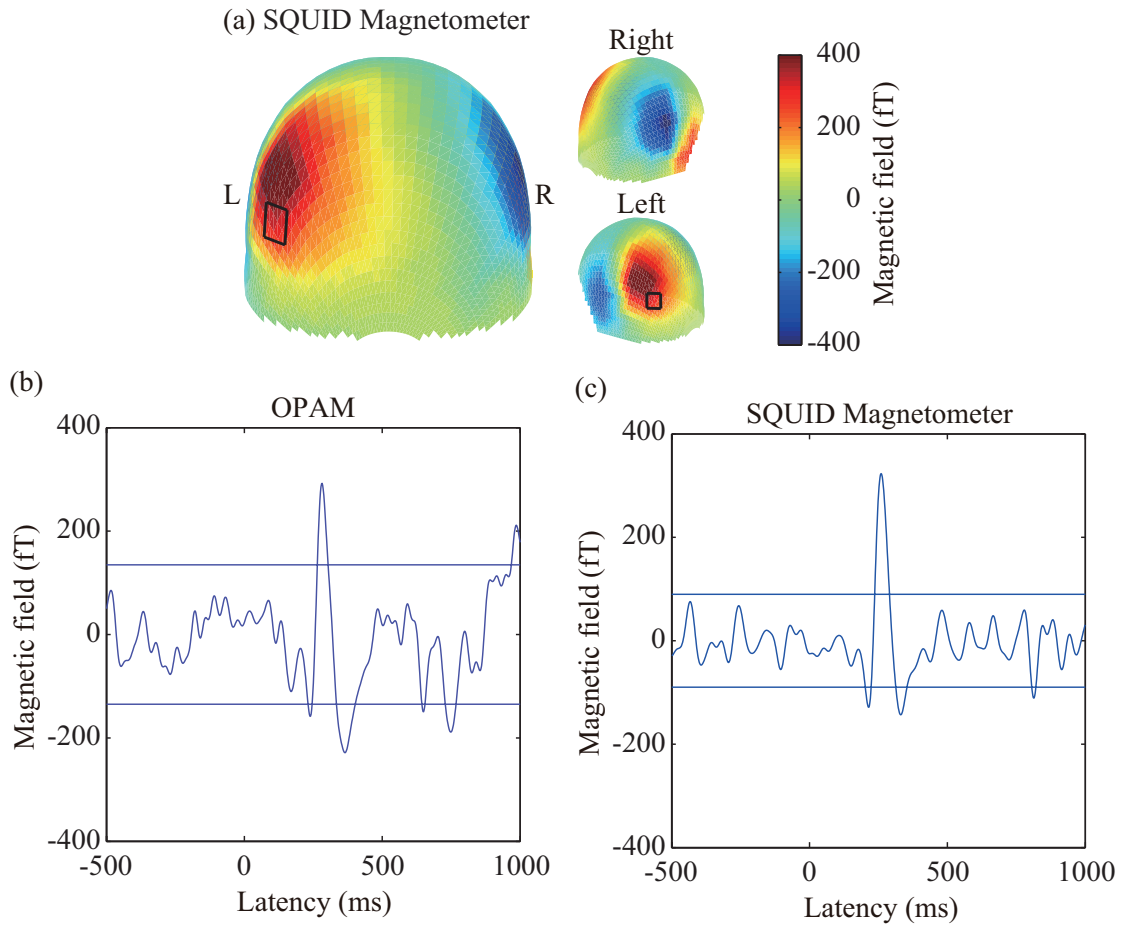 (a) SQUID Magnetometer
Right
L
R
Left
400
200
0
-200
-400
Magnetic field (fT)
(b)
OPAM
400
200
0
-200
-400
Magnetic field (fT)
-500
0
500
1000
Latency (ms)
(c)
SQUID Magnetometer
400
200
0
-200
-400
Magnetic field (fT)
-500
0
500
1000
Latency (ms)